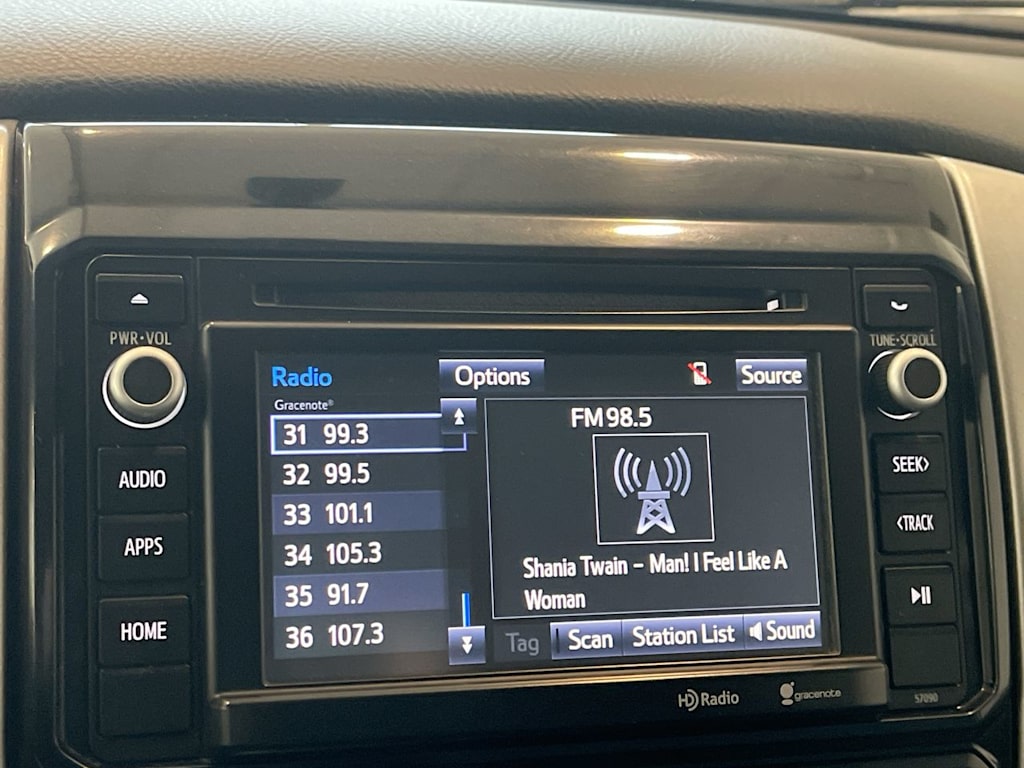 PWR•VOL
AUDIO
APPS
HOME
Radio
Options
Source
Gracenote®
31 99.3
32 99.5
33 101.1
34 105.3
35 91.7
36 107.3
FM 98.5
Shania Twain - Man! I Feel Like A
Woman
Tag
Scan
Station List
Sound
HD Radio
gracenote
TUNE•SCROLL
SEEK>
<TRACK
57090